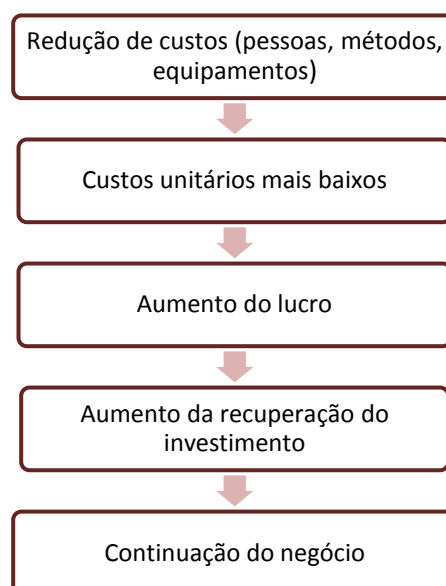 Redução de custos (pessoas, métodos,
equipamentos)
Custos unitários mais baixos
Aumento do lucro
Aumento da recuperação do
investimento
Continuação do negócio